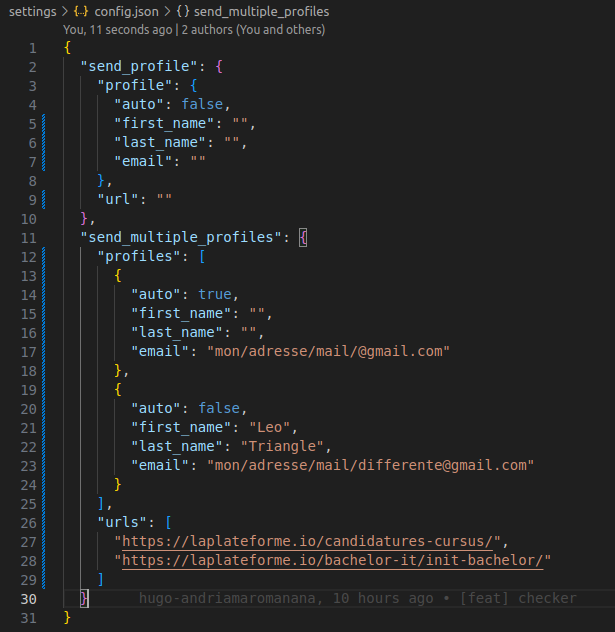 settings > {..} config.json > { } send_multiple_profiles
You, 11 seconds ago | 2 authors (You and others)
1 {
2   "send_profile": {
3     "profile": {
4       "auto": false,
5       "first_name": "",
6       "last_name": "",
7       "email": ""
8     },
9     "url": ""
10   },
11   "send_multiple_profiles": {
12     "profiles": [
13       {
14         "auto": true,
15         "first_name": "",
16         "last_name": "",
17         "email": "mon/adresse/mail/@gmail.com"
18       },
19       {
20         "auto": false,
21         "first_name": "Leo",
22         "last_name": "Triangle",
23         "email": "mon/adresse/mail/differente@gmail.com"
24       }
25     ],
26     "urls": [
27       "https://laplateforme.io/candidatures-cursus/",
28       "https://laplateforme.io/bachelor-it/init-bachelor/"
29     ]
30   } hugo-andriamaromanana, 10 hours ago • [feat] checker
31 }